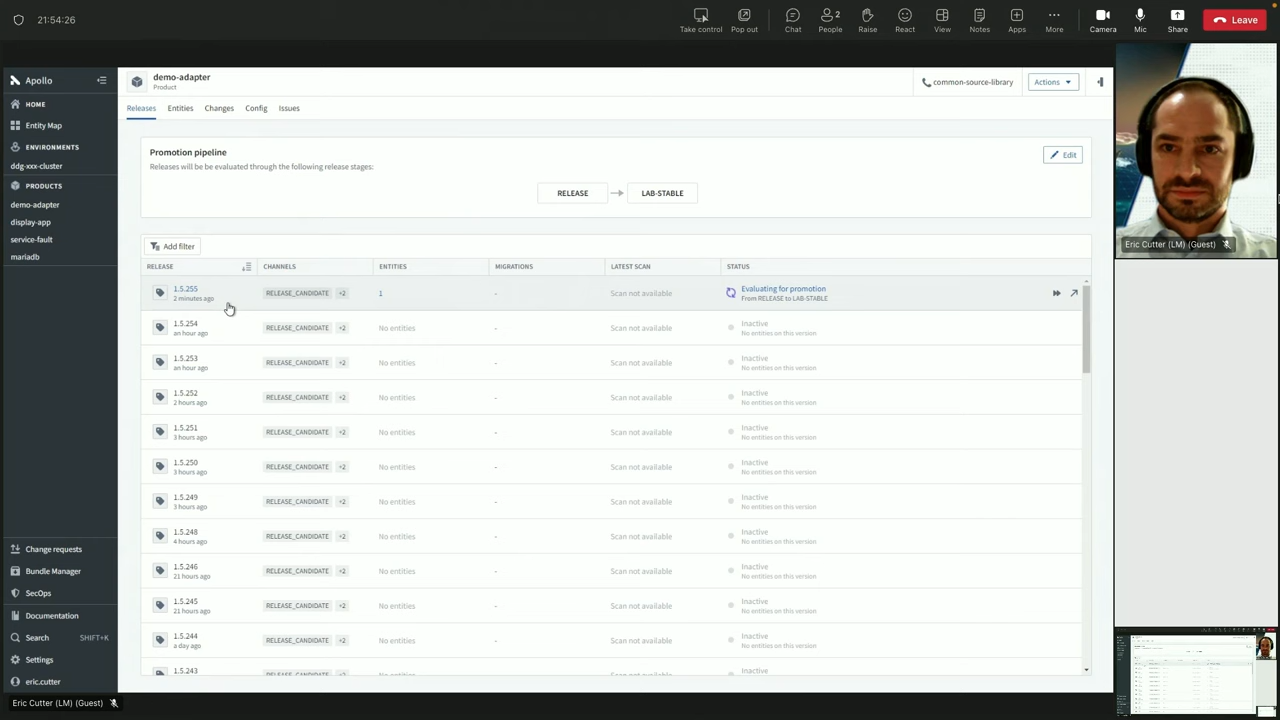 21:54:26
Take control
Pop out
Chat
2
People
Raise
React
View
Notes
Apps
More
Camera
Mic
Share
Leave
Apollo
HOME
Entity Map
ENVIRONMENTS
ddg-xxx-cluster
PRODUCTS
demo-adapter
display-app
service-fault
mariadb
Change requests
Bundle Manager
SecOps
Documentation
Search SHIFT+K
Settings
eric.cutter
demo-adapter
Product
common-source-library
Actions
Releases Entities Changes Config Issues
Promotion pipeline
Releases will be be evaluated through the following release stages:
Edit
RELEASE LAB-STABLE
Add filter
RELEASE CHANNELS ENTITIES MIGRATIONS LATEST SCAN STATUS
1.5.255 RELEASE_CANDIDATE +2 1 - Scan not available Evaluating for promotion
2 minutes ago From RELEASE to LAB-STABLE
1.5.254 RELEASE_CANDIDATE +2 No entities - Scan not available Inactive
an hour ago No entities on this version
1.5.253 RELEASE_CANDIDATE +2 No entities - Scan not available Inactive
an hour ago No entities on this version
1.5.252 RELEASE_CANDIDATE +2 No entities - Scan not available Inactive
2 hours ago No entities on this version
1.5.251 RELEASE_CANDIDATE +2 No entities - Scan not available Inactive
3 hours ago No entities on this version
1.5.250 RELEASE_CANDIDATE +2 No entities - Scan not available Inactive
3 hours ago No entities on this version
1.5.249 RELEASE_CANDIDATE +2 No entities - Scan not available Inactive
3 hours ago No entities on this version
1.5.248 RELEASE_CANDIDATE +2 No entities - Scan not available Inactive
4 hours ago No entities on this version
1.5.246 RELEASE_CANDIDATE +2 No entities - Scan not available Inactive
21 hours ago No entities on this version
1.5.245 RELEASE_CANDIDATE +2 No entities - Scan not available Inactive
21 hours ago No entities on this version
1.5.244 RELEASE_CANDIDATE +2 No entities - Scan not available Inactive
a day ago No entities on this version
1.5.243 RELEASE_CANDIDATE +2 No entities - Scan not available Inactive
Eric Cutter (LM) (Guest)
Eric Cutter (LM) (Guest)